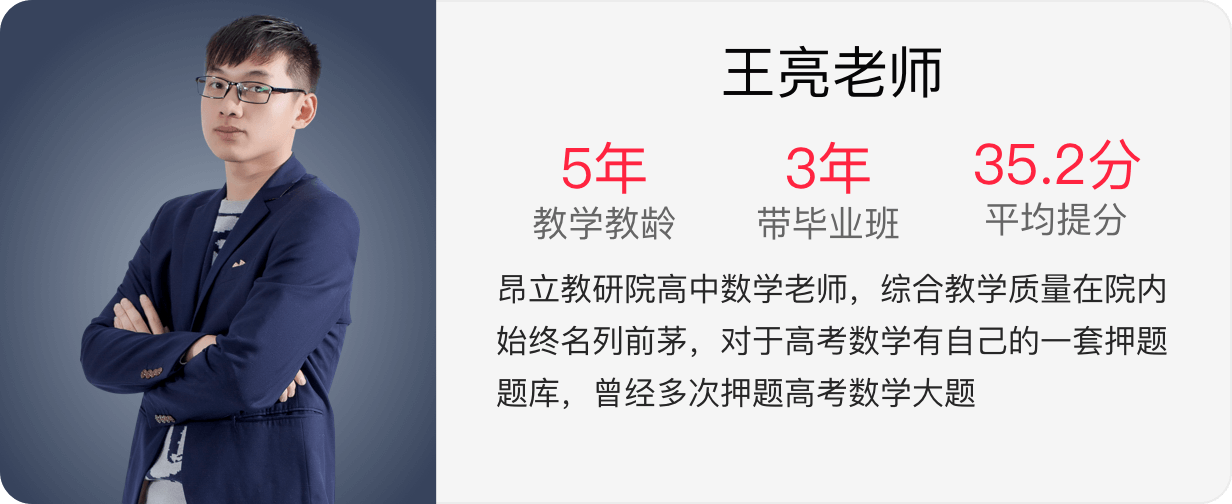 王亮老师
5年 3年 35.2分
教学教龄 带毕业班 平均提分
昂立教研院高中数学老师，综合教学质量在院内
始终名列前茅，对于高考数学有自己的一套押题
题库，曾经多次押题高考数学大题